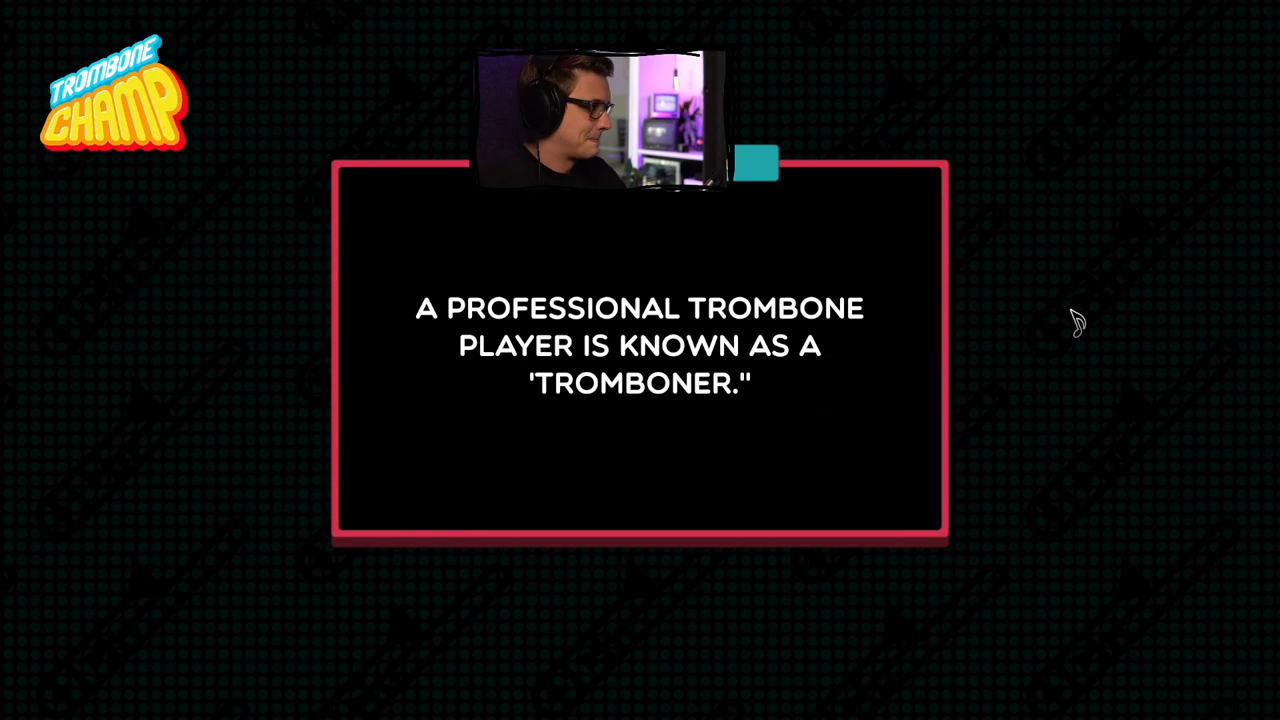 TROMBONE
CHAMP
A PROFESSIONAL TROMBONE
PLAYER IS KNOWN AS A
'TROMBONER."